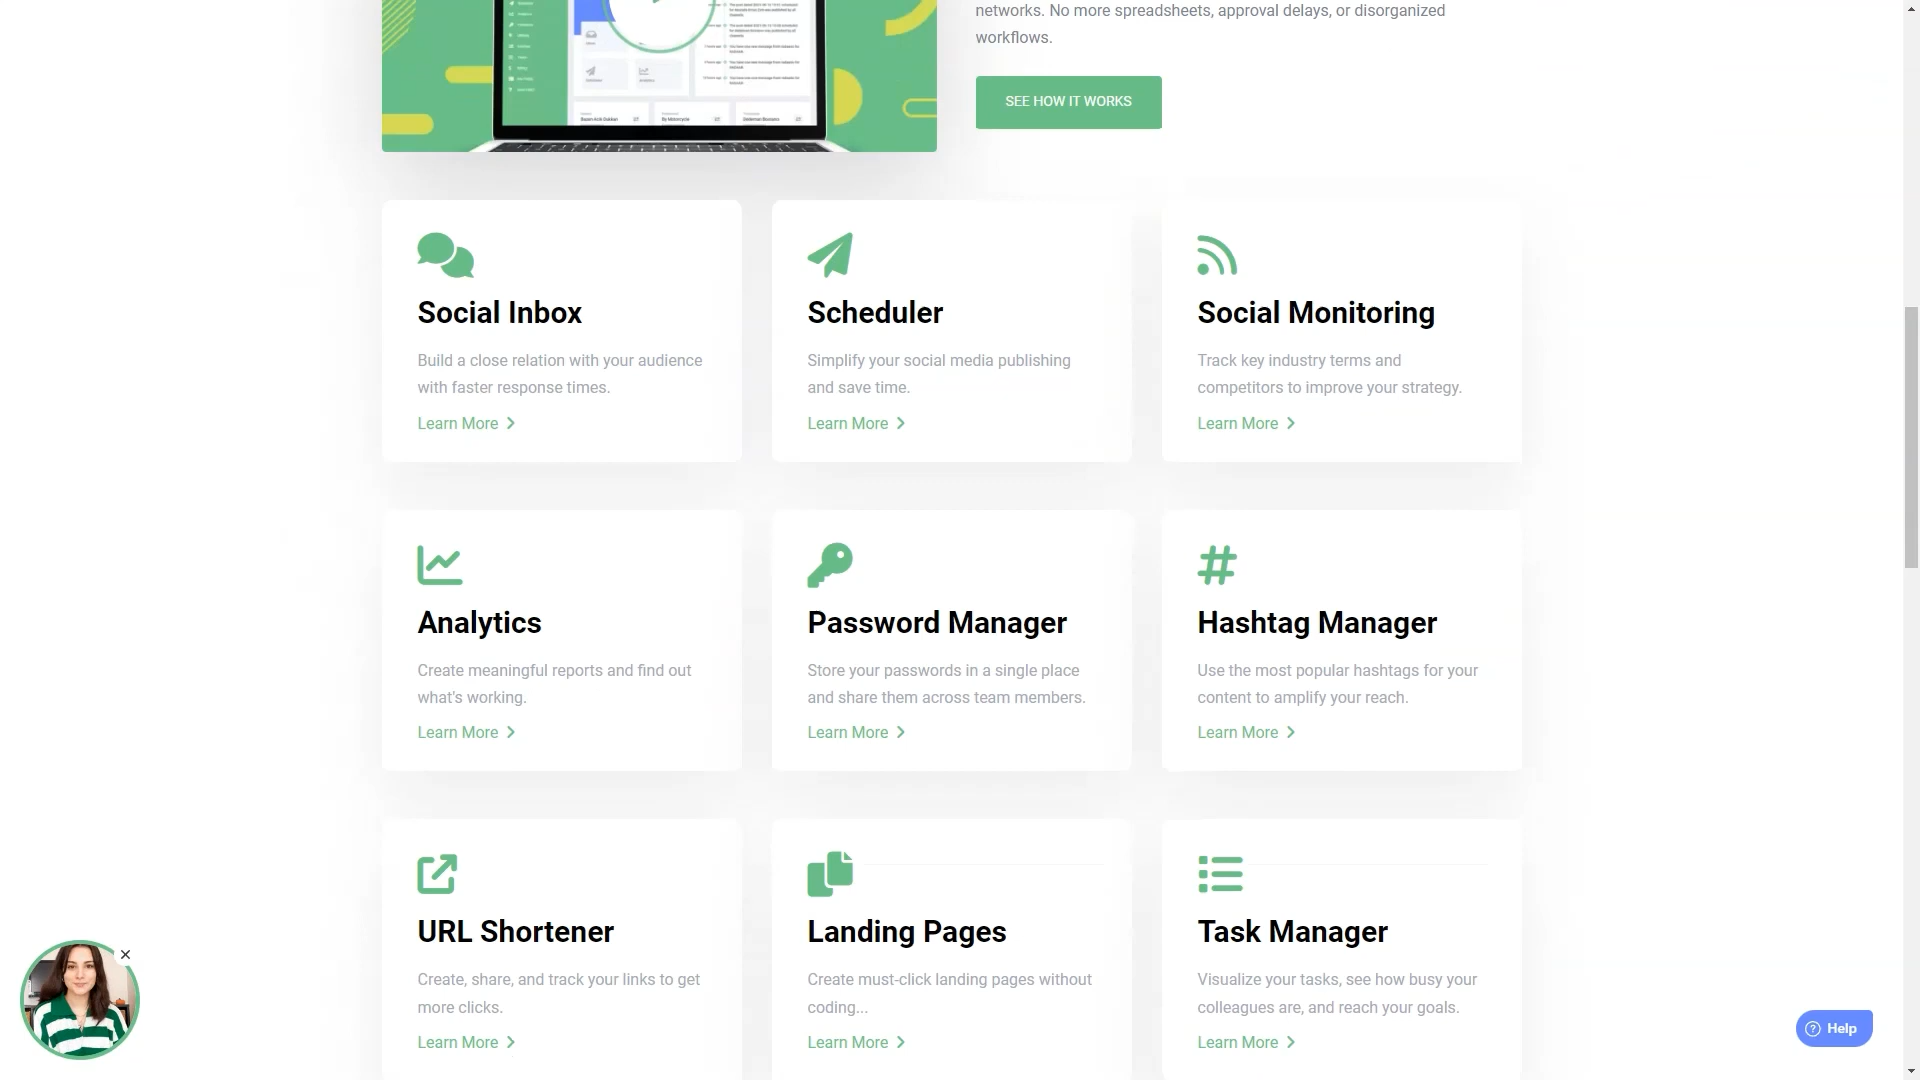 networks. No more spreadsheets, approval delays, or disorganized
workflows.
SEE HOW IT WORKS
Social Inbox
Build a close relation with your audience
with faster response times.
Learn More
Scheduler
Simplify your social media publishing
and save time.
Learn More
Social Monitoring
Track key industry terms and
competitors to improve your strategy.
Learn More
Analytics
Create meaningful reports and find out
what's working.
Learn More
Password Manager
Store your passwords in a single place
and share them across team members.
Learn More
Hashtag Manager
Use the most popular hashtags for your
content to amplify your reach.
Learn More
URL Shortener
Create, share, and track your links to get
more clicks.
Learn More
Landing Pages
Create must-click landing pages without
coding...
Learn More
Task Manager
Visualize your tasks, see how busy your
colleagues are, and reach your goals.
Learn More
Help